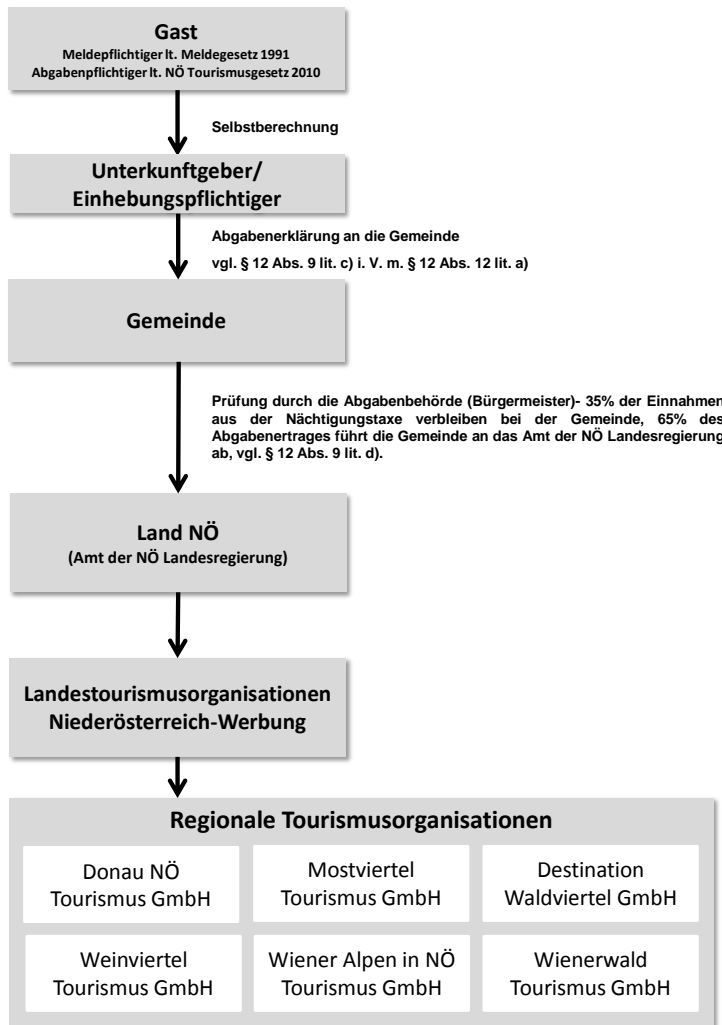 Gast
Meldepflichtiger lt. Meldegesetz 1991
Abgabenpflichtiger lt. NÖ Tourismusgesetz 2010
Selbstberechnung
Unterkunftgeber/
Einhebungspflichtiger
Abgabenerklärung an die Gemeinde
vgl. § 12 Abs. 9 lit. c) i. V. m. § 12 Abs. 12 lit. a)
Gemeinde
Prüfung durch die Abgabenbehörde (Bürgermeister)- 35% der Einnahmen
aus der Nächtigungstaxe verbleiben bei der Gemeinde, 65% des
Abgabenertrages führt die Gemeinde an das Amt der NÖ Landesregierung
ab, vgl. § 12 Abs. 9 lit. d).
Land NÖ
(Amt der NÖ Landesregierung)
Landestourismusorganisationen
Niederösterreich-Werbung
Regionale Tourismusorganisationen
Donau NÖ
Tourismus GmbH
Mostviertel
Tourismus GmbH
Destination
Waldviertel GmbH
Weinviertel
Tourismus GmbH
Wiener Alpen in NÖ
Tourismus GmbH
Wienerwald
Tourismus GmbH